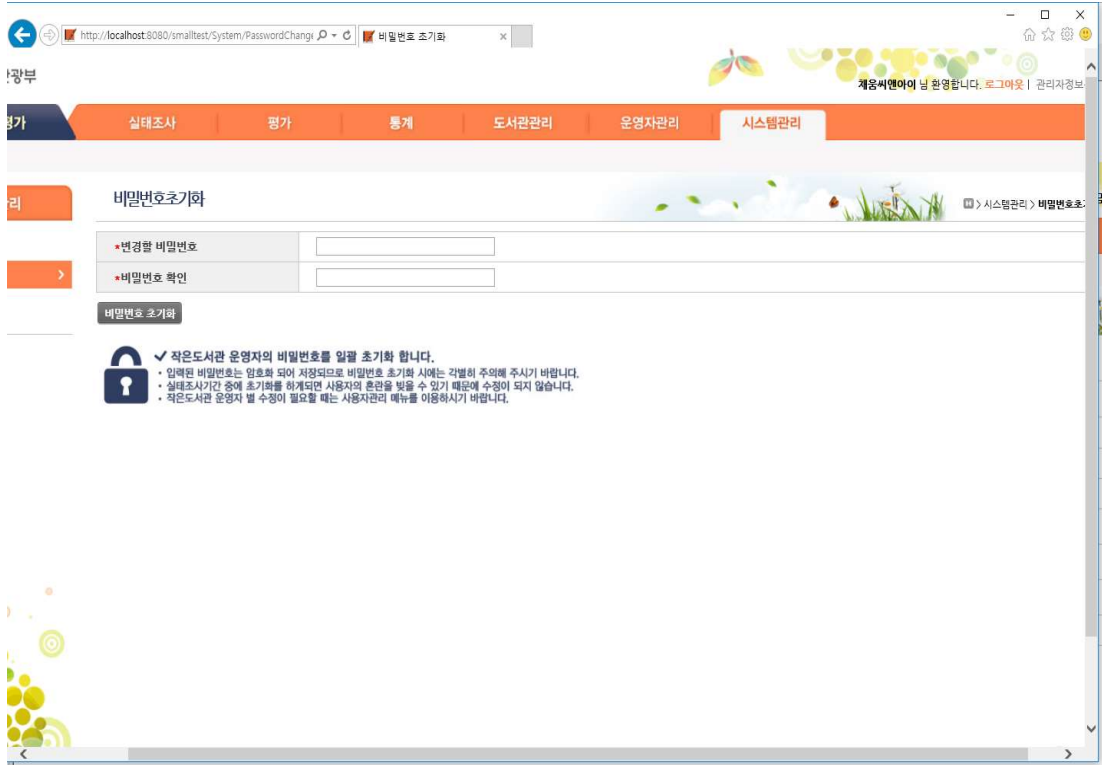 http://localhost:8080/smalltest/System/PasswordChange
비밀번호 초기화
광부
채움씨앤아이 님 환영합니다. 로그아웃 | 관리자정보
평가
실태조사
평가
통계
도서관관리
운영자관리
시스템관리
리
비밀번호초기화
> 시스템관리 > 비밀번호초
*변경할 비밀번호
*비밀번호 확인
비밀번호 초기화
✓ 작은도서관 운영자의 비밀번호를 일괄 초기화 합니다.
· 입력된 비밀번호는 암호화 되어 저장되므로 비밀번호 초기화 시에는 각별히 주의해 주시기 바랍니다.
· 실태조사기간 중에 초기화를 하게되면 사용자의 혼란을 빚을 수 있기 때문에 수정이 되지 않습니다.
· 작은도서관 운영자 별 수정이 필요할 때는 사용자관리 메뉴를 이용하시기 바랍니다.